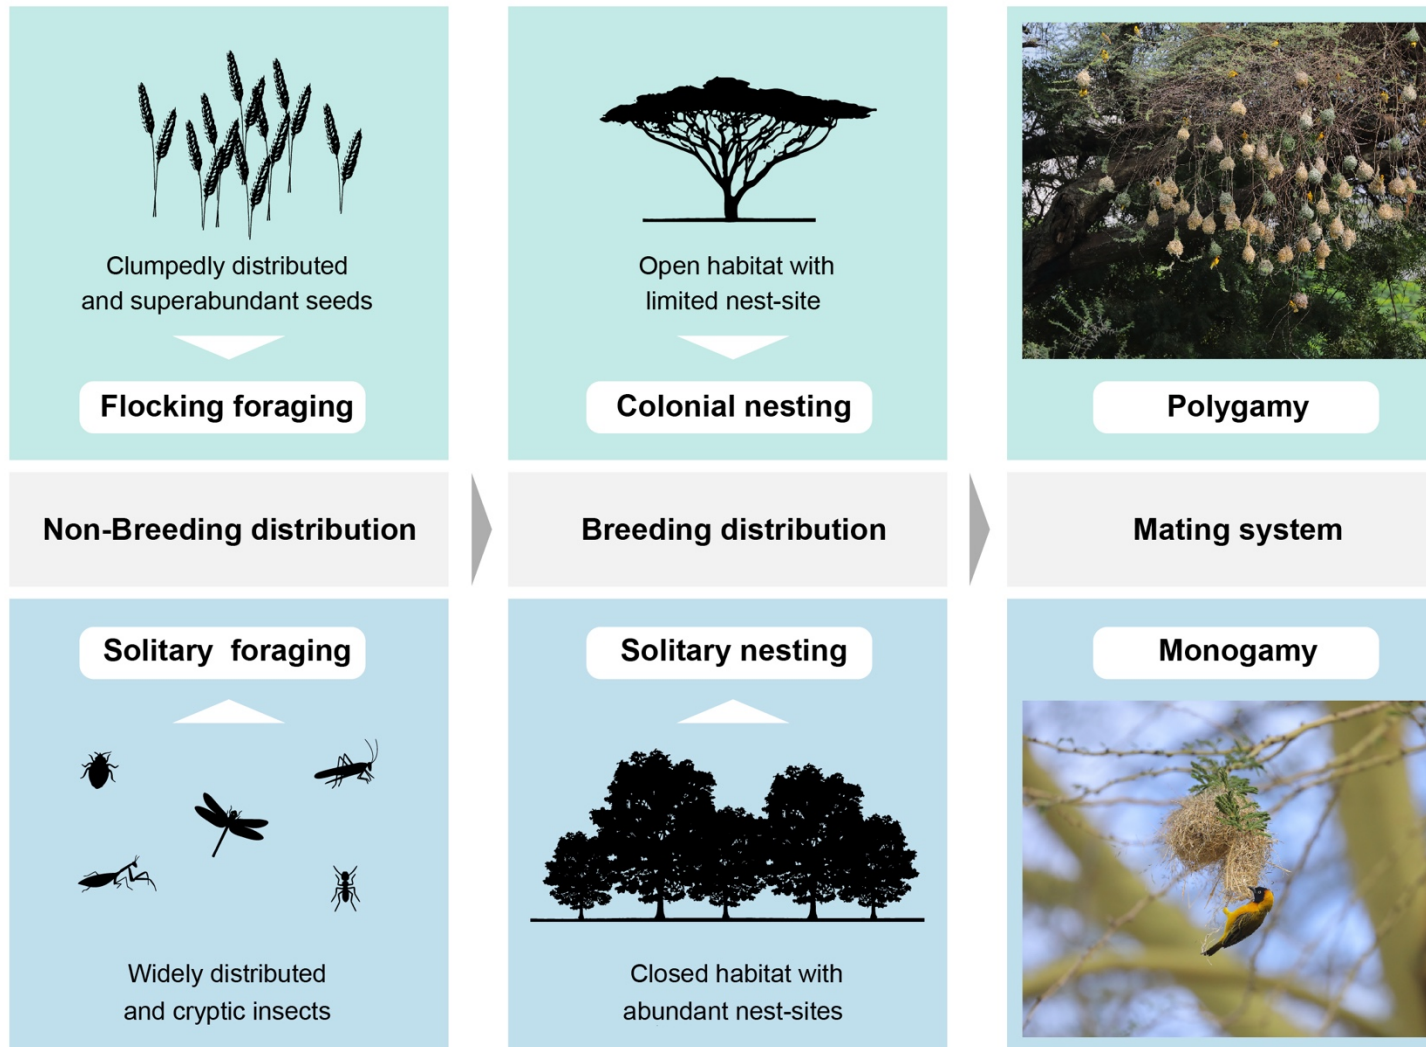 Clumpedly distributed
and superabundant seeds
Flocking foraging
Open habitat with
limited nest-site
Colonial nesting
Polygamy
Non-Breeding distribution
Breeding distribution
Mating system
Solitary foraging
Widely distributed
and cryptic insects
Solitary nesting
Closed habitat with
abundant nest-sites
Monogamy